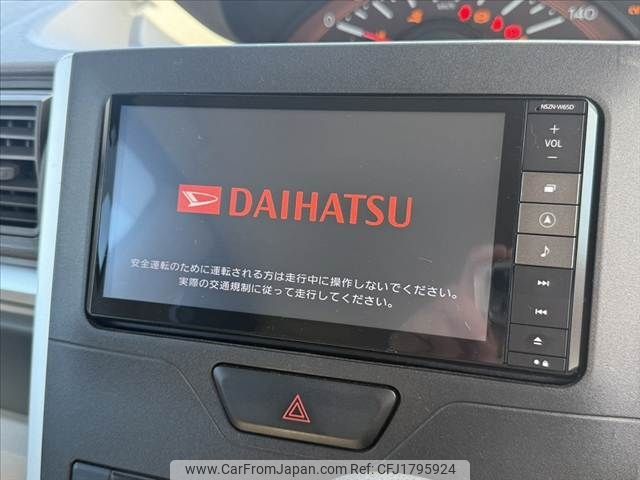 0
140
NSZN-W65D
+
VOL
−
DAIHATSU
安全運転のために運転される方は走行中に操作しないでください。
実際の交通規制に従って走行してください。
www.CarFromJapan.com | Ref: CFJ1795924